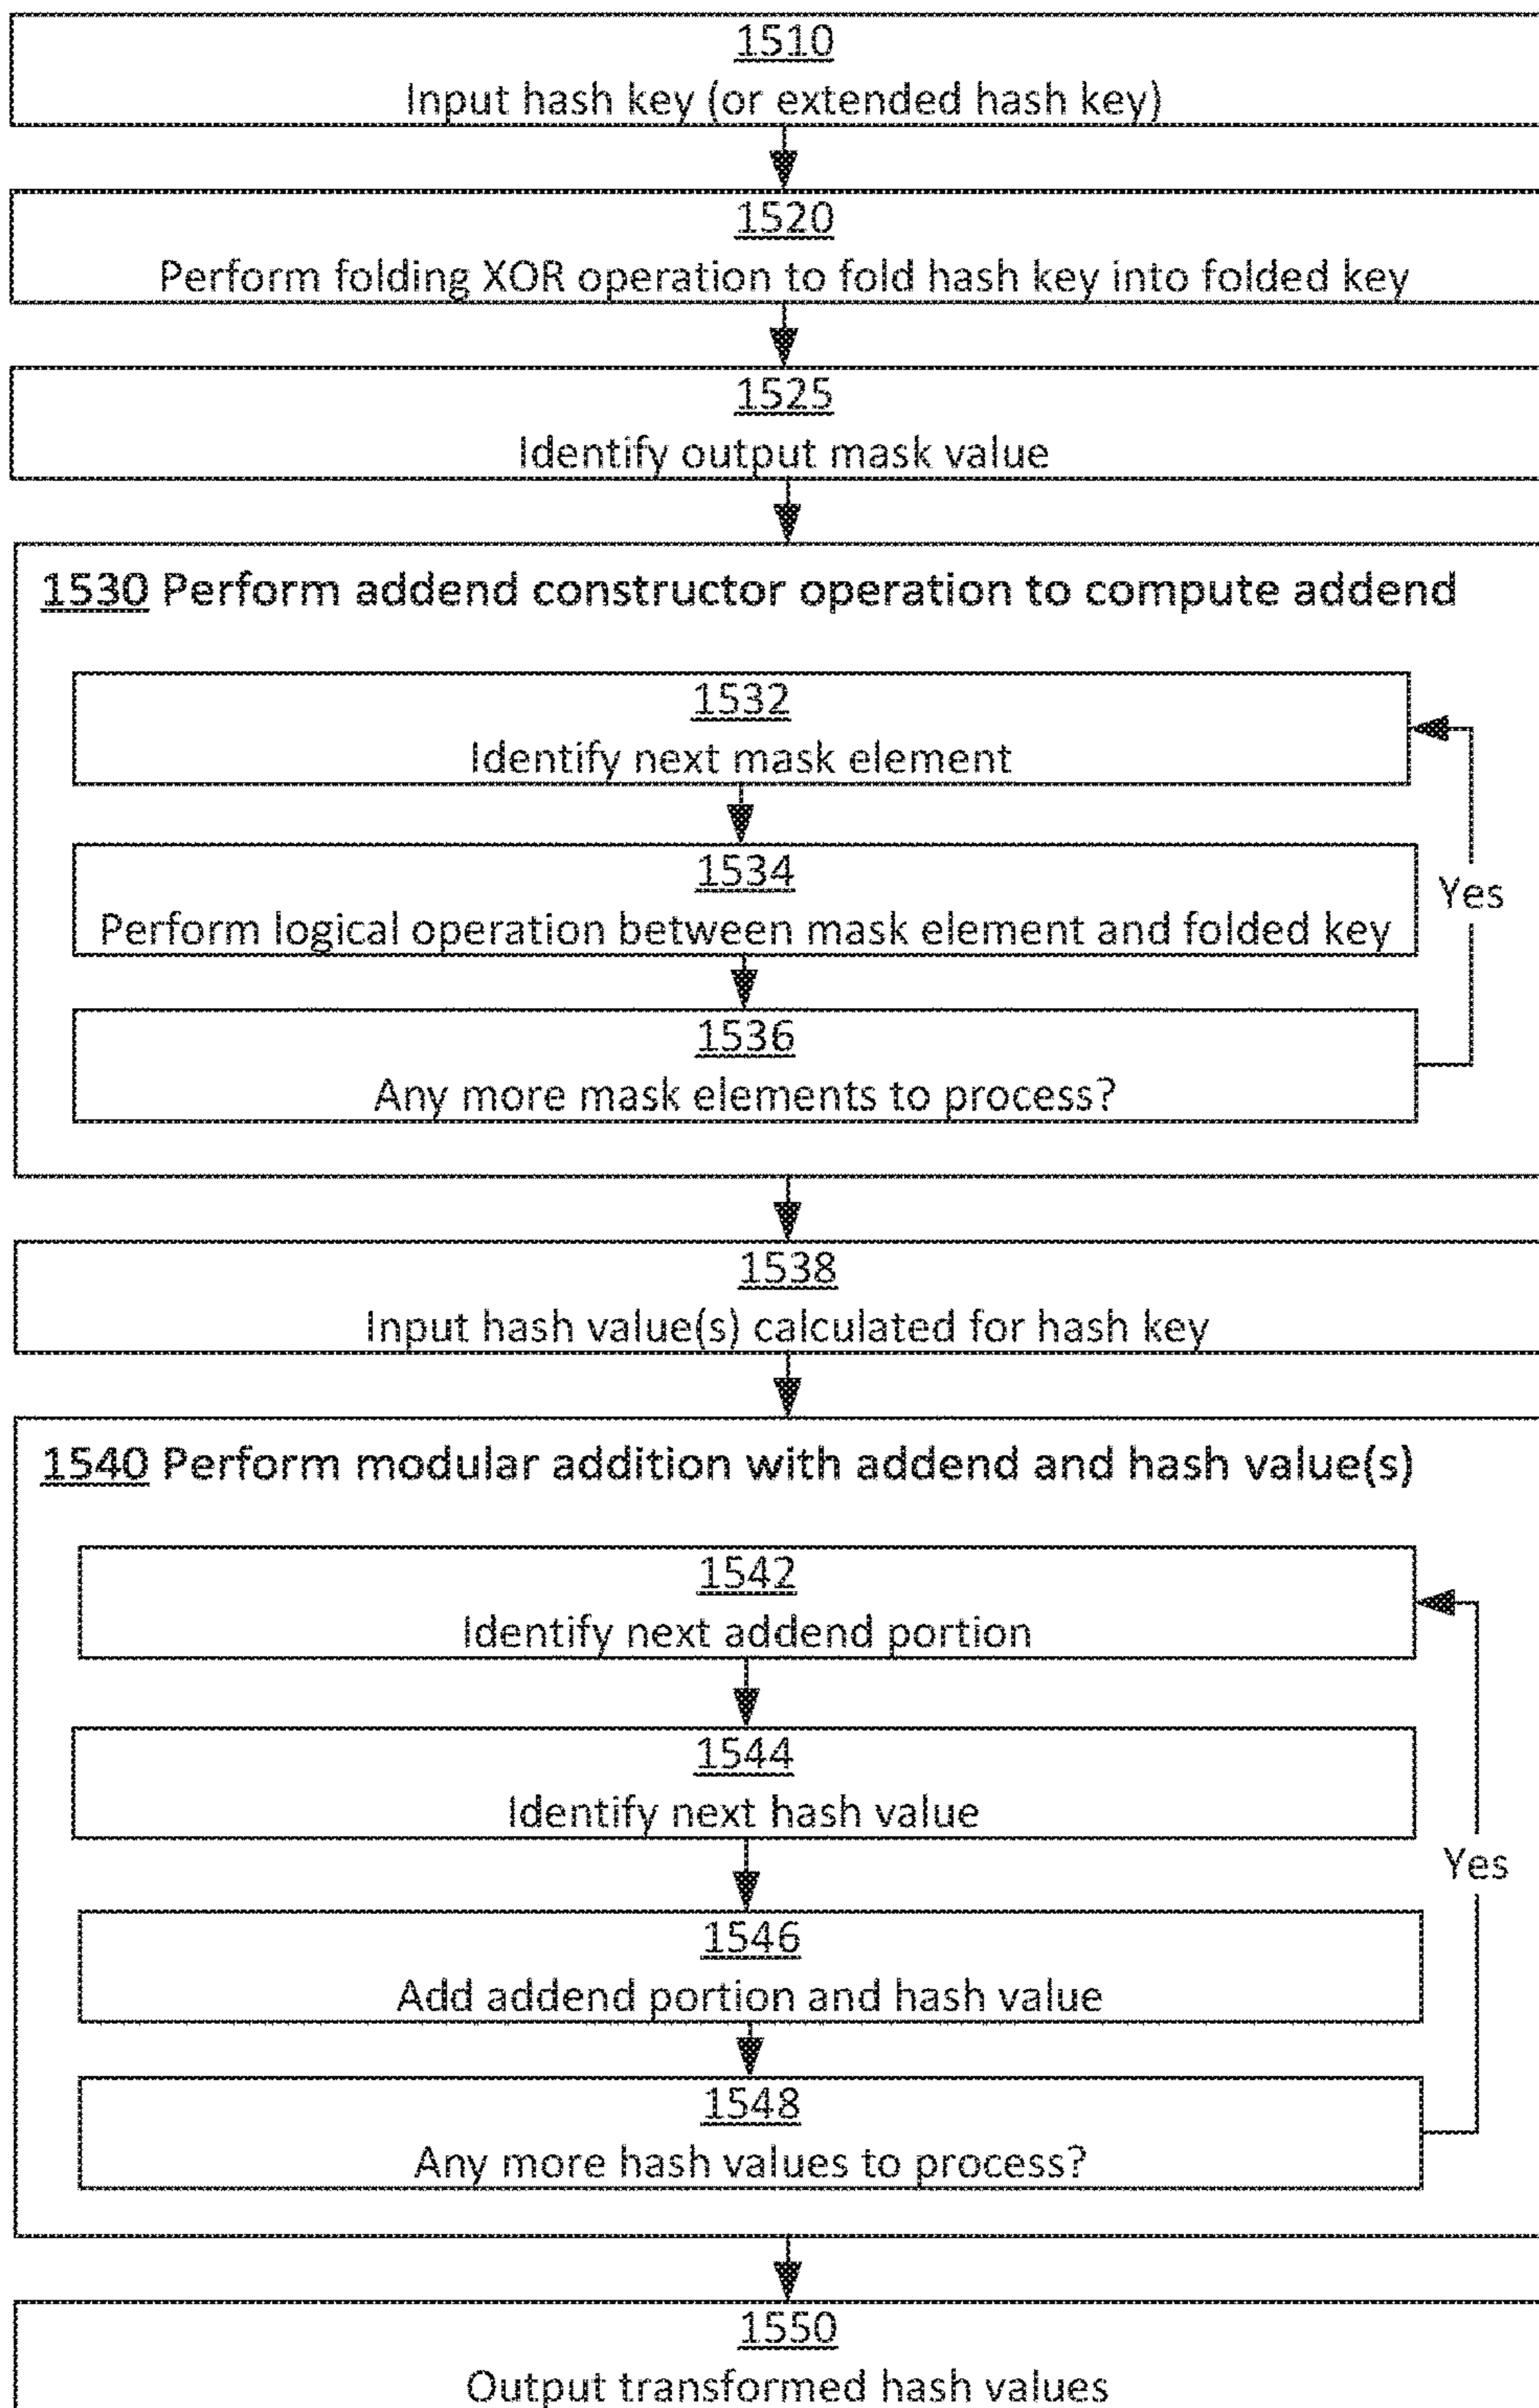 1510
Input hash key (or extended hash key)
1520
Perform folding XOR operation to fold hash key into folded key
1525
Identify output mask value
1530 Perform addend constructor operation to compute addend
1532
Identify next mask element
1534
Perform logical operation between mask element and folded key
Yes
1536
Any more mask elements to process?
1538
Input hash value(s) calculated for hash key
1540 Perform modular addition with addend and hash value(s)
1542
Identify next addend portion
1544
Identify next hash value
Yes
1546
Add addend portion and hash value
1548
Any more hash values to process?
1550
Output transformed hash values